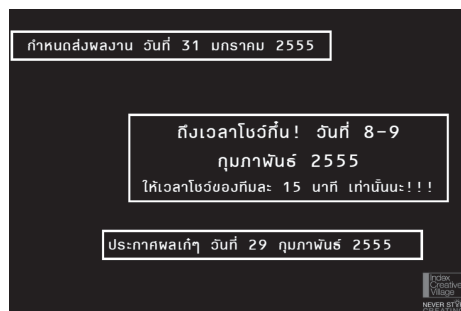 กำหนดส่งผลงาน วันที่ 31 มกราคม 2555
ถึงเวลาโชว์กึ๋น! วันที่ 8-9
กุมภาพันธ์ 2555
ให้เวลาโชว์ของทีมละ 15 นาที เท่านั้นนะ!!!
ประกาศผลเก๋ๆ วันที่ 29 กุมภาพันธ์ 2555
Index
Creative
Village
NEVER STOP
CREATING